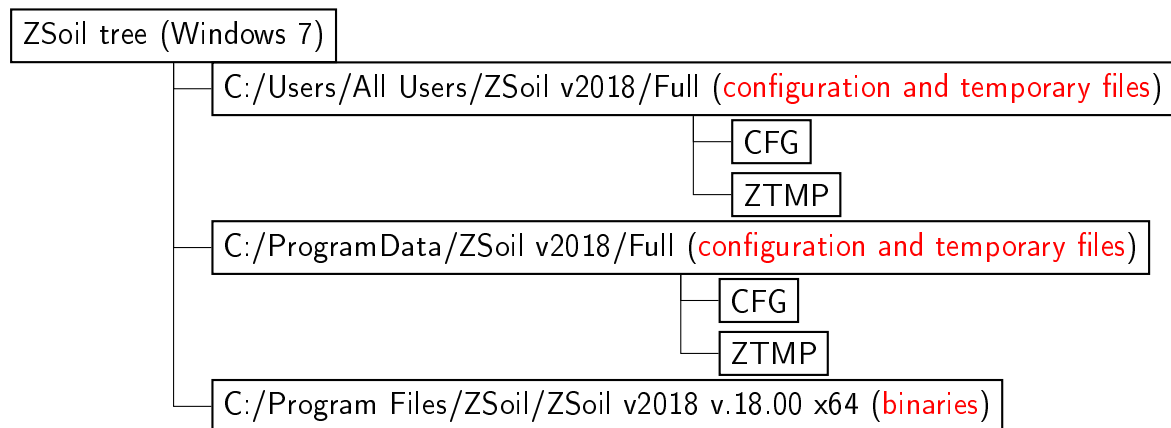 ZSoil tree (Windows 7)
C:/Users/All Users/ZSoil v2018/Full (configuration and temporary files)
CFG
ZTMP
C:/ProgramData/ZSoil v2018/Full (configuration and temporary files)
CFG
ZTMP
C:/Program Files/ZSoil/ZSoil v2018 v.18.00 x64 (binaries)